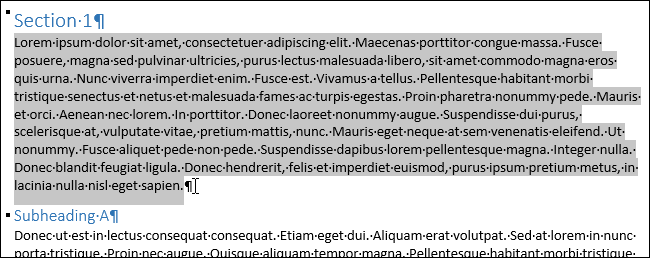 Section 1¶
Lorem ipsum dolor sit amet, consectetuer adipiscing elit. Maecenas porttitor congue massa. Fusce
posuere, magna sed pulvinar ultricies, purus lectus malesuada libero, sit amet commodo magna eros
quis urna. Nunc viverra imperdiet enim. Fusce est. Vivamus a tellus. Pellentesque habitant morbi
tristique senectus et netus et malesuada fames ac turpis egestas. Proin pharetra nonummy pede. Mauris
et orci. Aenean nec lorem. In porttitor. Donec laoreet nonummy augue. Suspendisse dui purus,
scelerisque at, vulputate vitae, pretium mattis, nunc. Mauris eget neque at sem venenatis eleifend. Ut
nonummy. Fusce aliquet pede non pede. Suspendisse dapibus lorem pellentesque magna. Integer nulla.
Donec blandit feugiat ligula. Donec hendrerit, felis et imperdiet euismod, purus ipsum pretium metus, in
lacinia nulla nisl eget sapien.¶
Subheading A¶
Donec ut est in lectus consequat consequat. Etiam eget dui. Aliquam erat volutpat. Sed at lorem in nunc
porta tristique. Proin nec augue. Quisque aliquam tempor magna. Pellentesque habitant morbi